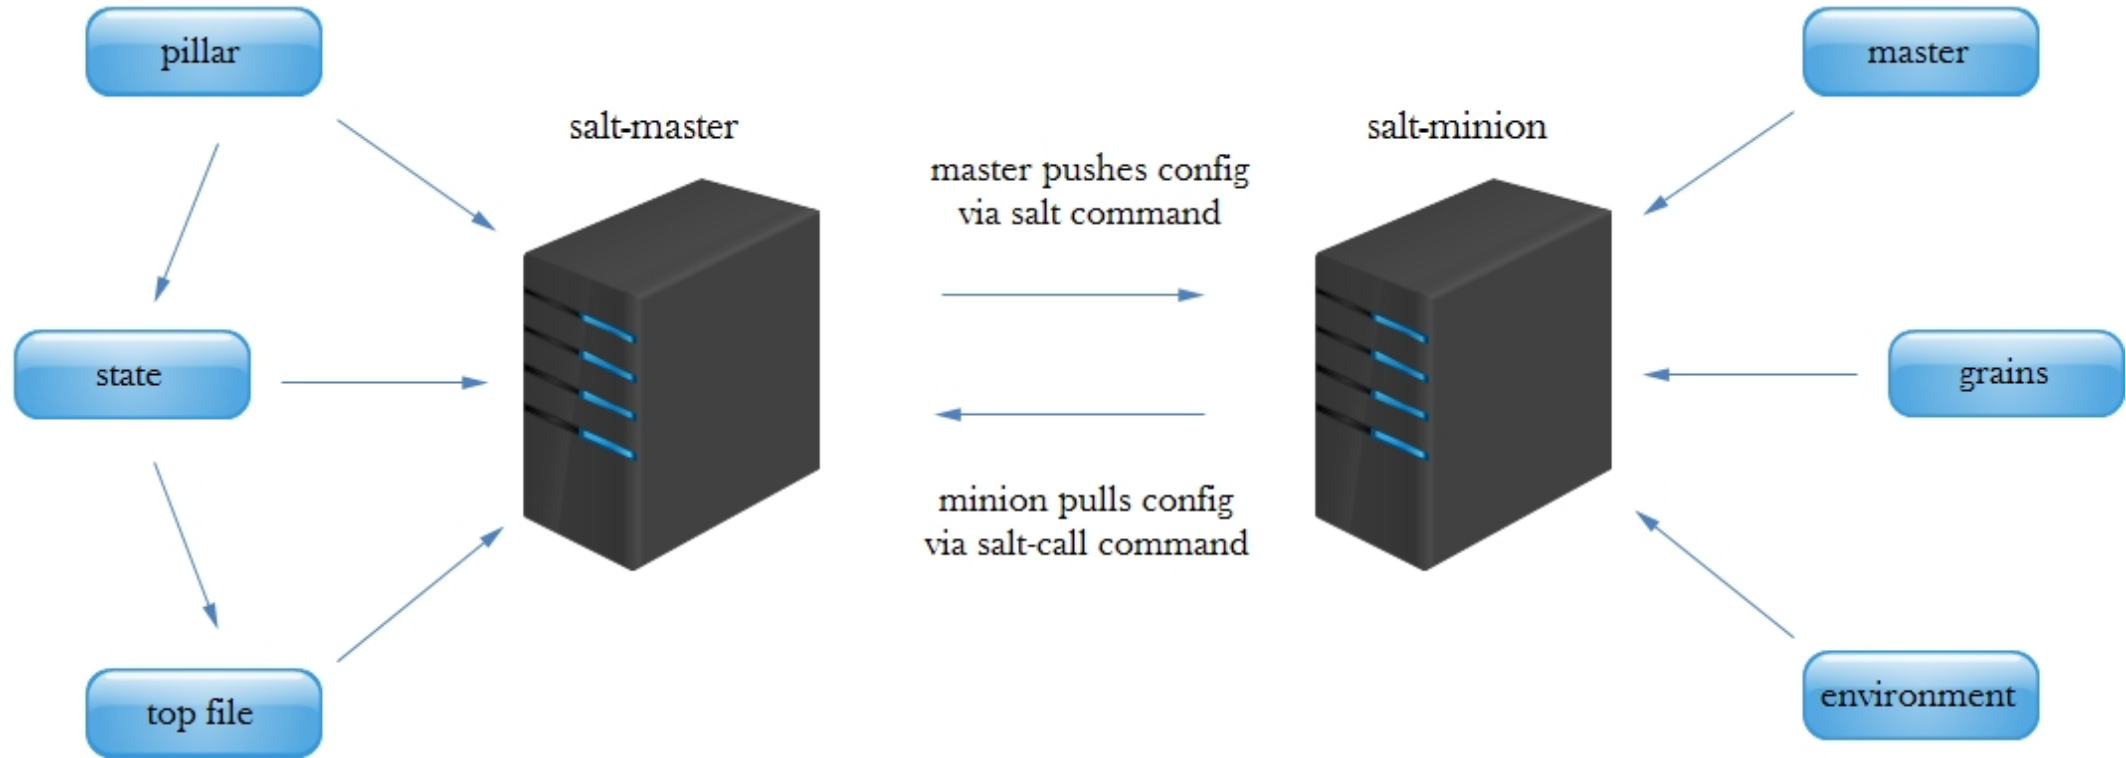 pillar
master
salt-master
salt-minion
master pushes config
via salt command
state
grains
minion pulls config
via salt-call command
top file
environment